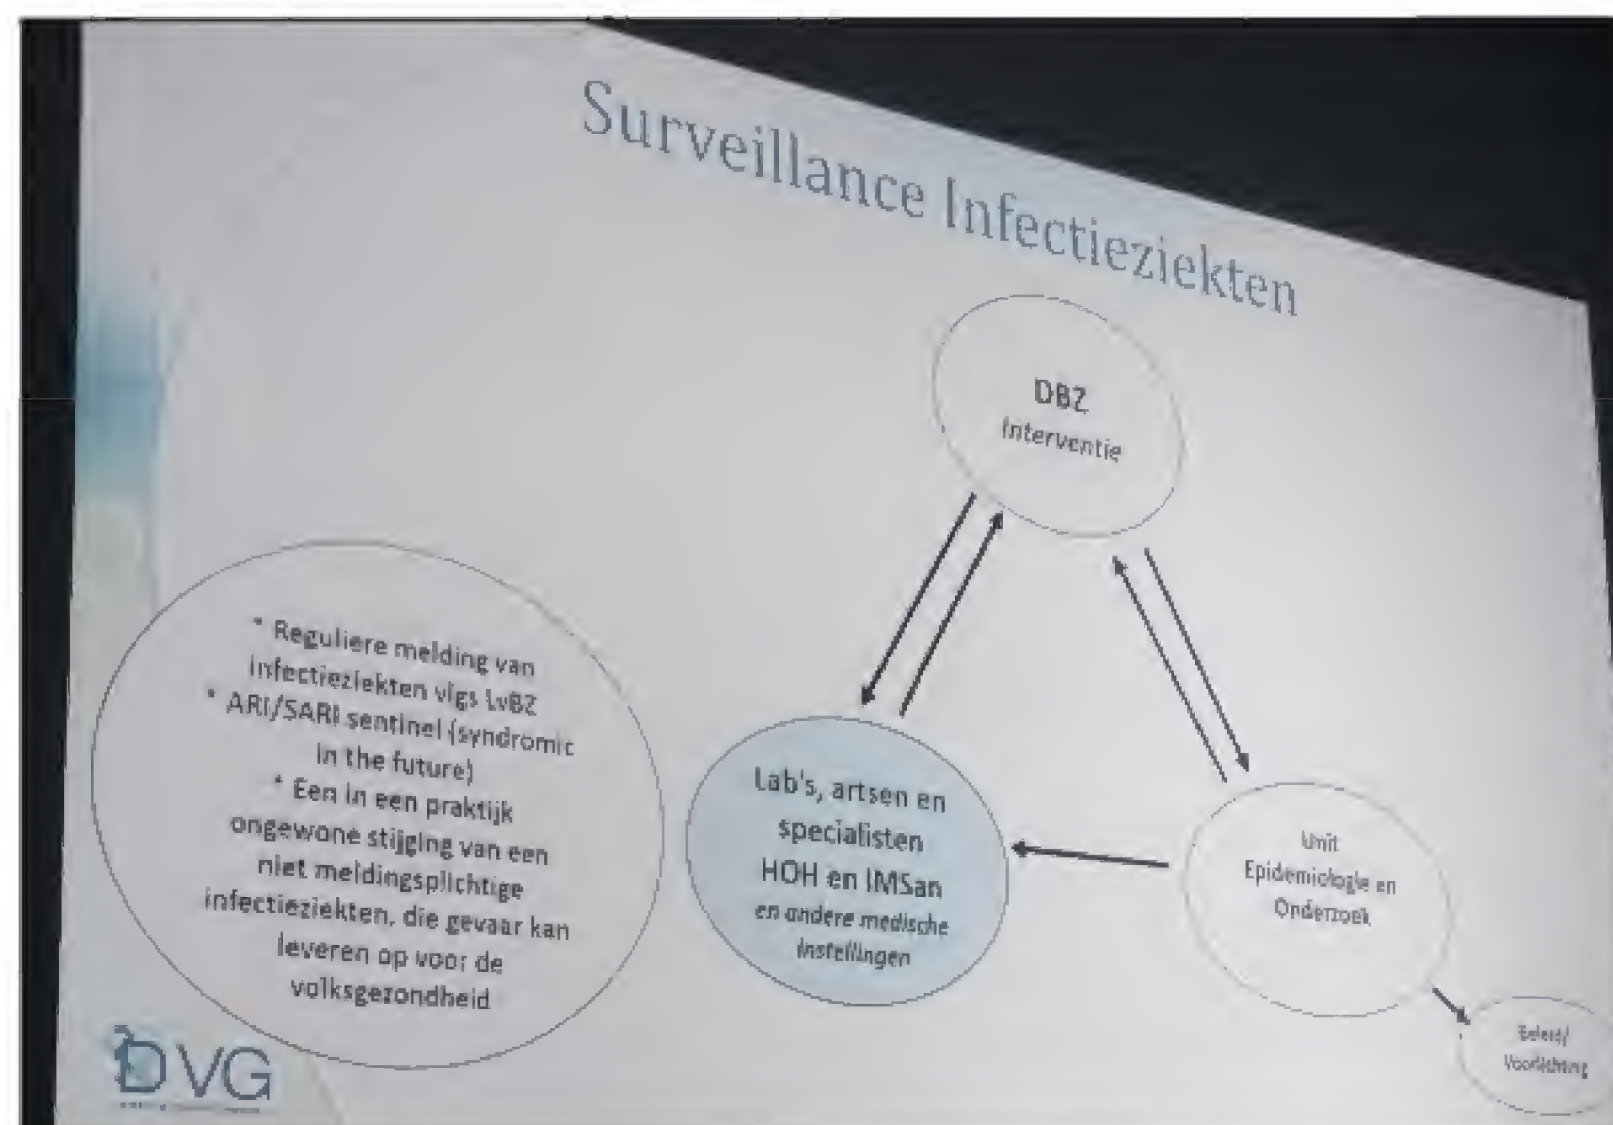 Surveillance Infectieziekten
DBZ
Interventie
* Reguliere melding van
infectieziekten vlgs LvBZ
* ARI/SARI sentinel (syndromic
in the future)
* Een in een praktijk
ongewone stijging van een
niet meldingsplichtige
infectieziekten, die gevaar kan
leveren op voor de
volksgezondheid
Lab's, artsen en
specialisten
HOH en IMSan
en andere medische
instellingen
Unit
Epidemiologie en
Onderzoek
Beleid/
Voorlichting
DVG